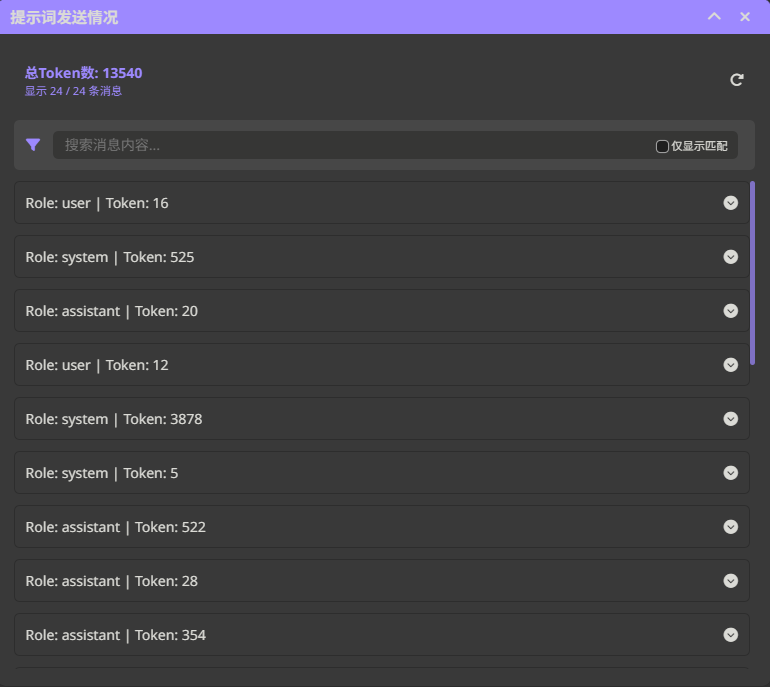 提示词发送情况
总Token数: 13540
显示 24 / 24 条消息
搜索消息内容... 仅显示匹配
Role: user | Token: 16
Role: system | Token: 525
Role: assistant | Token: 20
Role: user | Token: 12
Role: system | Token: 3878
Role: system | Token: 5
Role: assistant | Token: 522
Role: assistant | Token: 28
Role: assistant | Token: 354